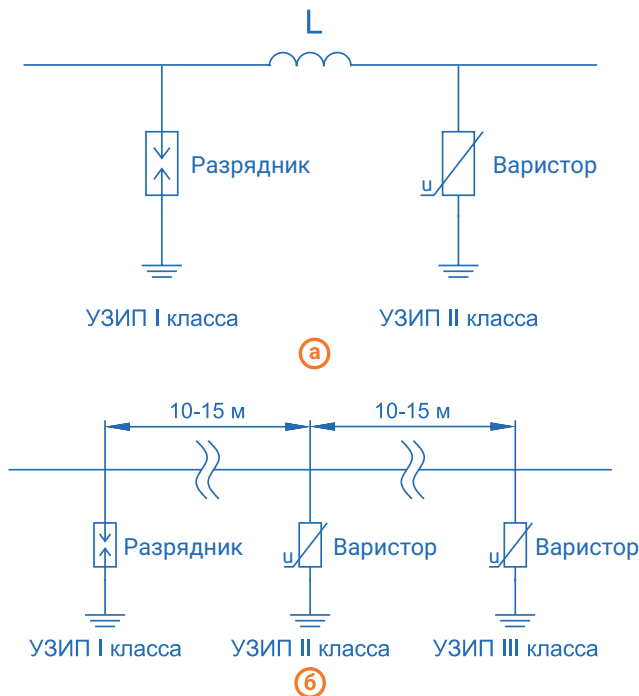 L
Разрядник
u
Варистор
УЗИП I класса
УЗИП II класса
а
10-15 м
10-15 м
Разрядник
u
Варистор
u
Варистор
УЗИП I класса
УЗИП II класса
УЗИП III класса
б